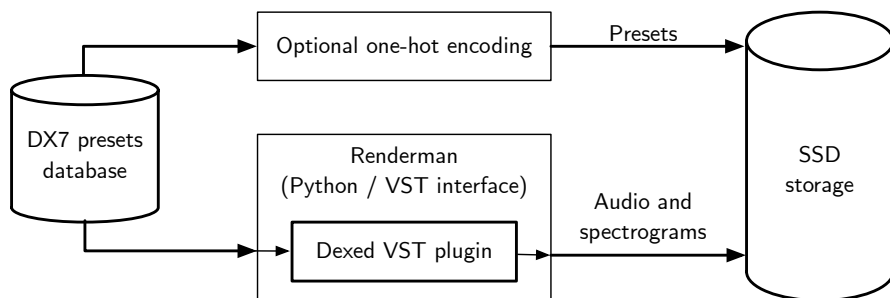 Optional one-hot encoding
Presets
DX7 presets
database
Renderman
(Python / VST interface)
Dexed VST plugin
Audio and
spectrograms
SSD
storage